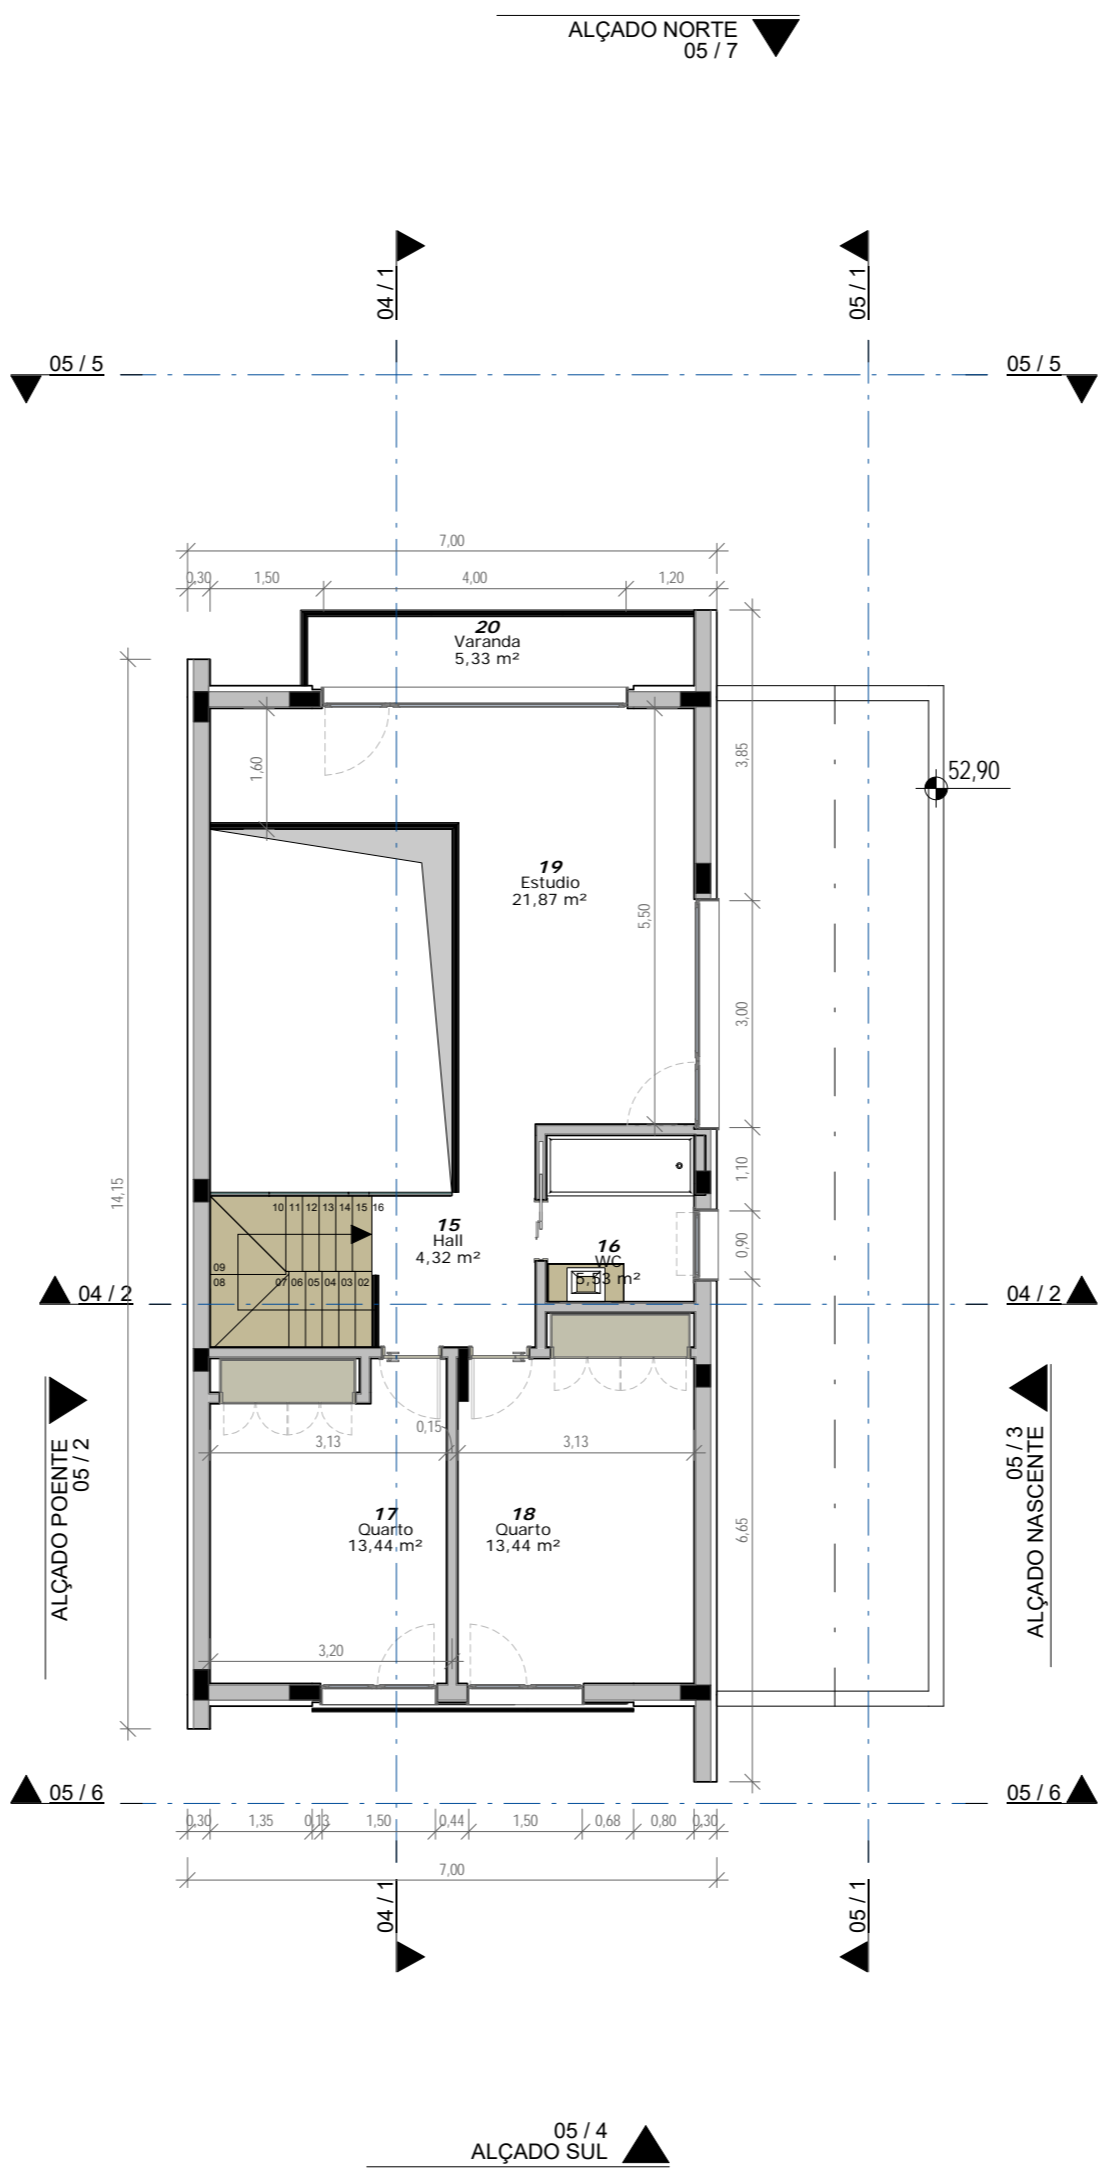 ALÇADO NORTE
05 / 7
04 / 1
05 / 1
05 / 5
05 / 5
7,00
0,30
1,50
4,00
1,20
20
Varanda
5,33 m²
3,85
1,60
52,90
19
Estudio
21,87 m²
5,50
3,00
14,15
1,10
10 11 12 13 14 15 16
15
Hall
4,32 m²
0,90
16
WC
5,53 m²
09
08
07 06 05 04 03 02
04 / 2
04 / 2
ALÇADO POENTE
05 / 2
05 / 3
ALÇADO NASCENTE
0,15
3,13
3,13
17
Quarto
13,44 m²
18
Quarto
13,44 m²
6,65
3,20
05 / 6
05 / 6
0,30
1,35
0,13
1,50
0,44
1,50
0,68
0,80
0,30
7,00
04 / 1
05 / 1
05 / 4
ALÇADO SUL